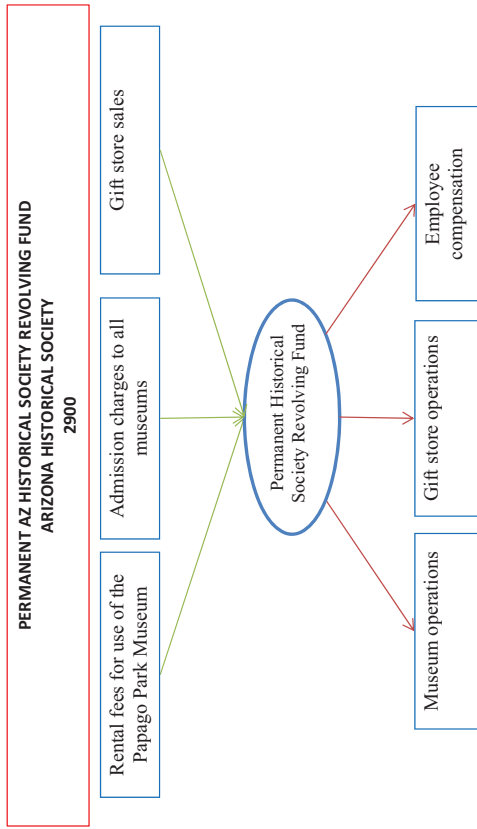 PERMANENT AZ HISTORICAL SOCIETY REVOLVING FUND
ARIZONA HISTORICAL SOCIETY
2900
Rental fees for use of the
Papago Park Museum
Admission charges to all
museums
Gift store sales
Permanent Historical
Society Revolving Fund
Museum operations
Gift store operations
Employee
compensation